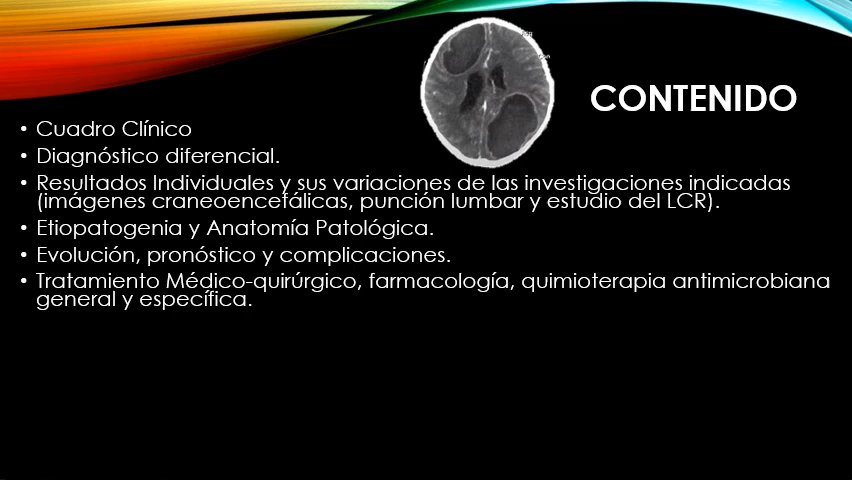 CONTENIDO
• Cuadro Clínico
• Diagnóstico diferencial.
• Resultados Individuales y sus variaciones de las investigaciones indicadas
(imágenes craneoencefálicas, punción lumbar y estudio del LCR).
• Etiopatogenia y Anatomía Patológica.
• Evolución, pronóstico y complicaciones.
• Tratamiento Médico-quirúrgico, farmacología, quimioterapia antimicrobiana
general y específica.